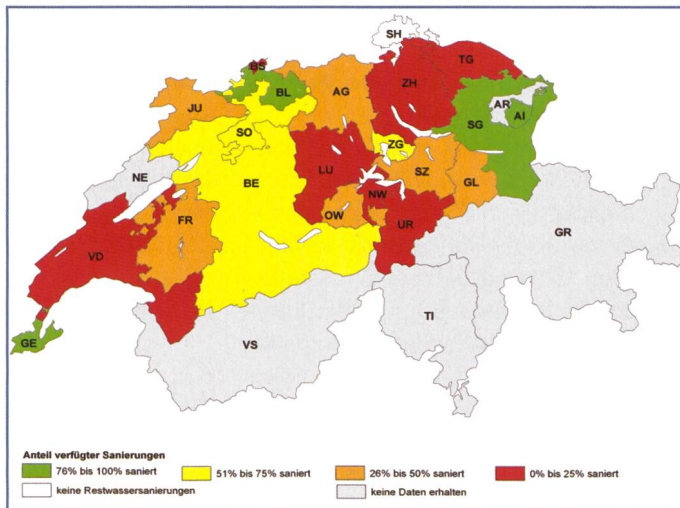 SH
BS
TG
BL
AG
ZH
JU
AR
AI
SG
SO
ZG
NE
LU
BE
SZ
GL
NW
OW
FR
UR
GR
VD
TI
GE
VS
Anteil verfügter Sanierungen
76% bis 100% saniert 51% bis 75% saniert 26% bis 50% saniert 0% bis 25% saniert
keine Restwassersanierungen keine Daten erhalten